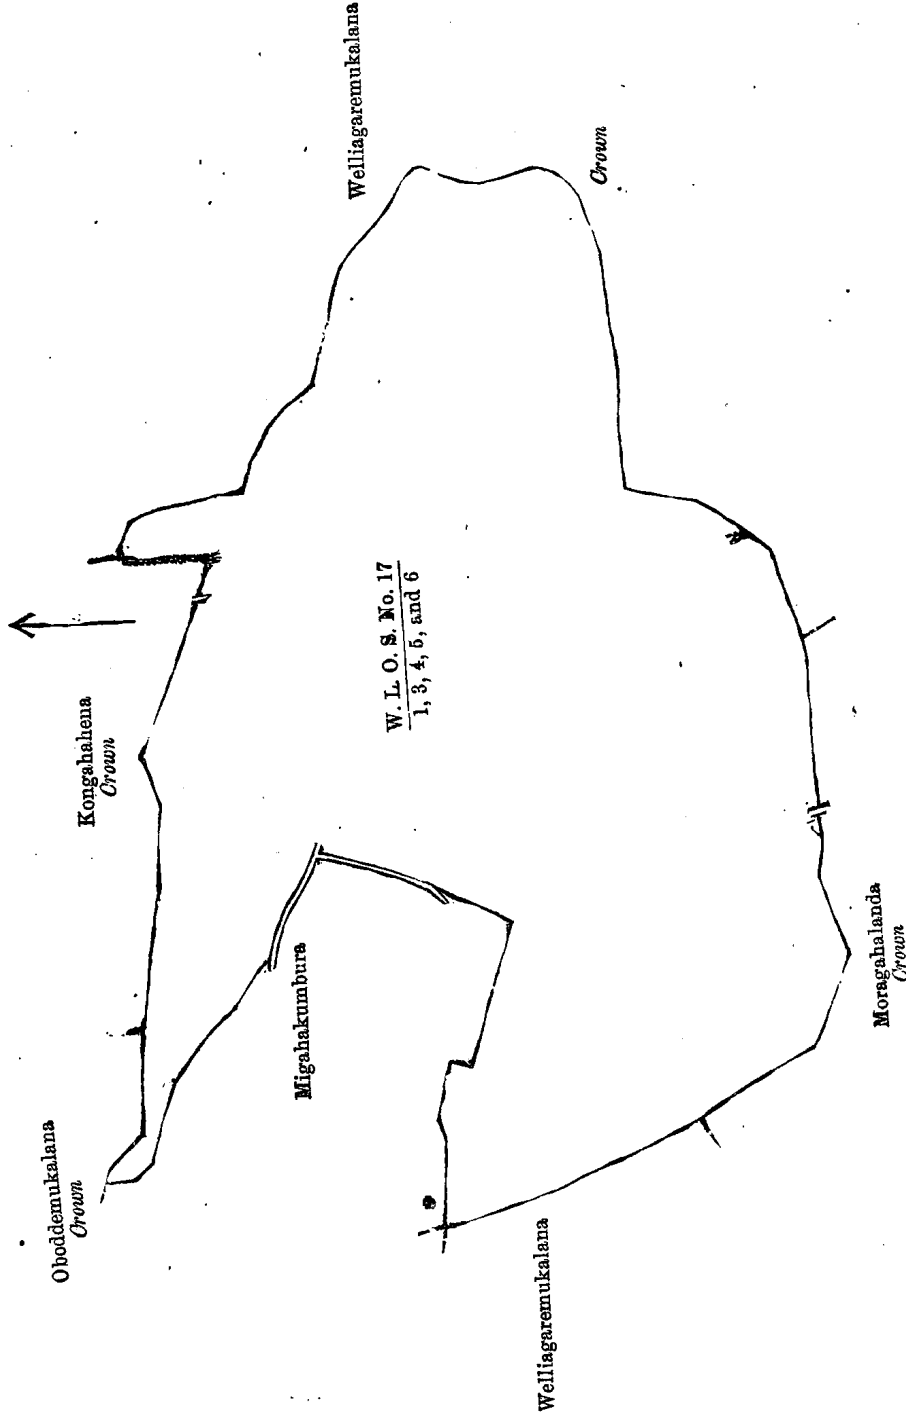 Welliagaremukalana
Crown
Kongahahena
Crown
W. L. O. S. No. 17
1, 3, 4, 5, and 6
Migahakumbura
Oboddemukalana
Crown
Moragahalanda
Crown
Welliagaremukalana